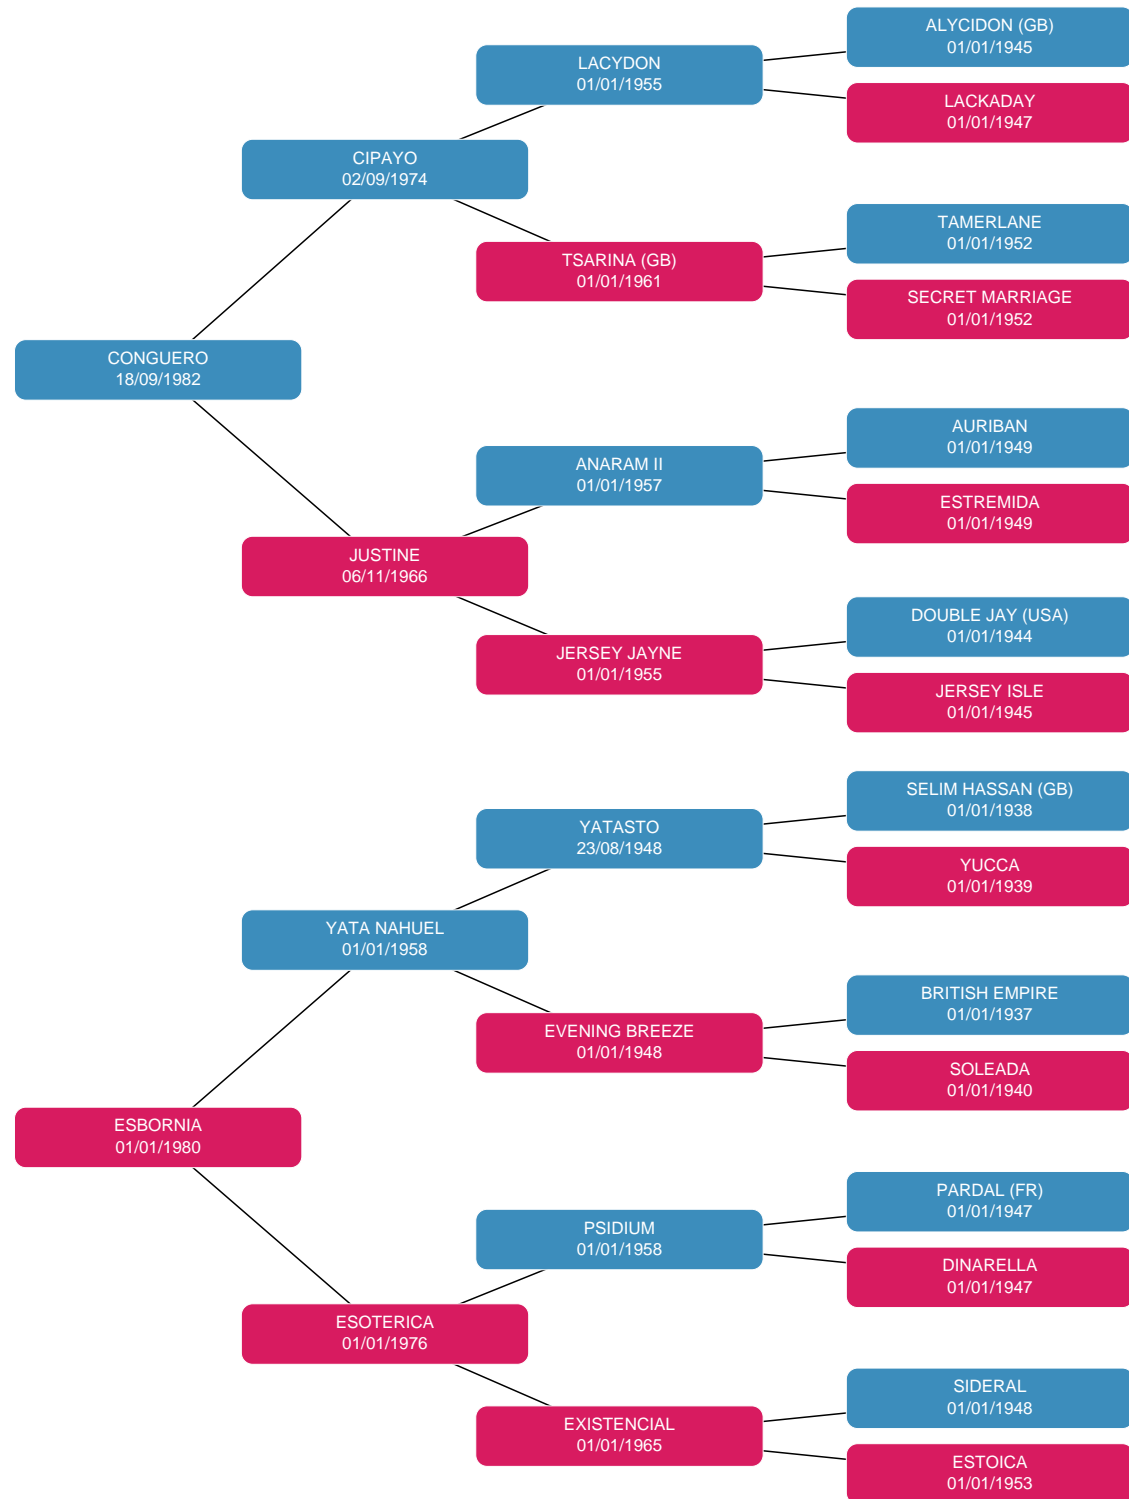 ALYCIDON (GB)
01/01/1945
LACYDON
01/01/1955
LACKADAY
01/01/1947
CIPAYO
02/09/1974
TAMERLANE
01/01/1952
TSARINA (GB)
01/01/1961
SECRET MARRIAGE
01/01/1952
CONGUERO
18/09/1982
AURIBAN
01/01/1949
ANARAM II
01/01/1957
ESTREMIDA
01/01/1949
JUSTINE
06/11/1966
DOUBLE JAY (USA)
01/01/1944
JERSEY JAYNE
01/01/1955
JERSEY ISLE
01/01/1945
SELIM HASSAN (GB)
01/01/1938
YATASTO
23/08/1948
YUCCA
01/01/1939
YATA NAHUEL
01/01/1958
BRITISH EMPIRE
01/01/1937
EVENING BREEZE
01/01/1948
SOLEADA
01/01/1940
ESBORNIA
01/01/1980
PARDAL (FR)
01/01/1947
PSIDIUM
01/01/1958
DINARELLA
01/01/1947
ESOTERICA
01/01/1976
SIDERAL
01/01/1948
EXISTENCIAL
01/01/1965
ESTOICA
01/01/1953